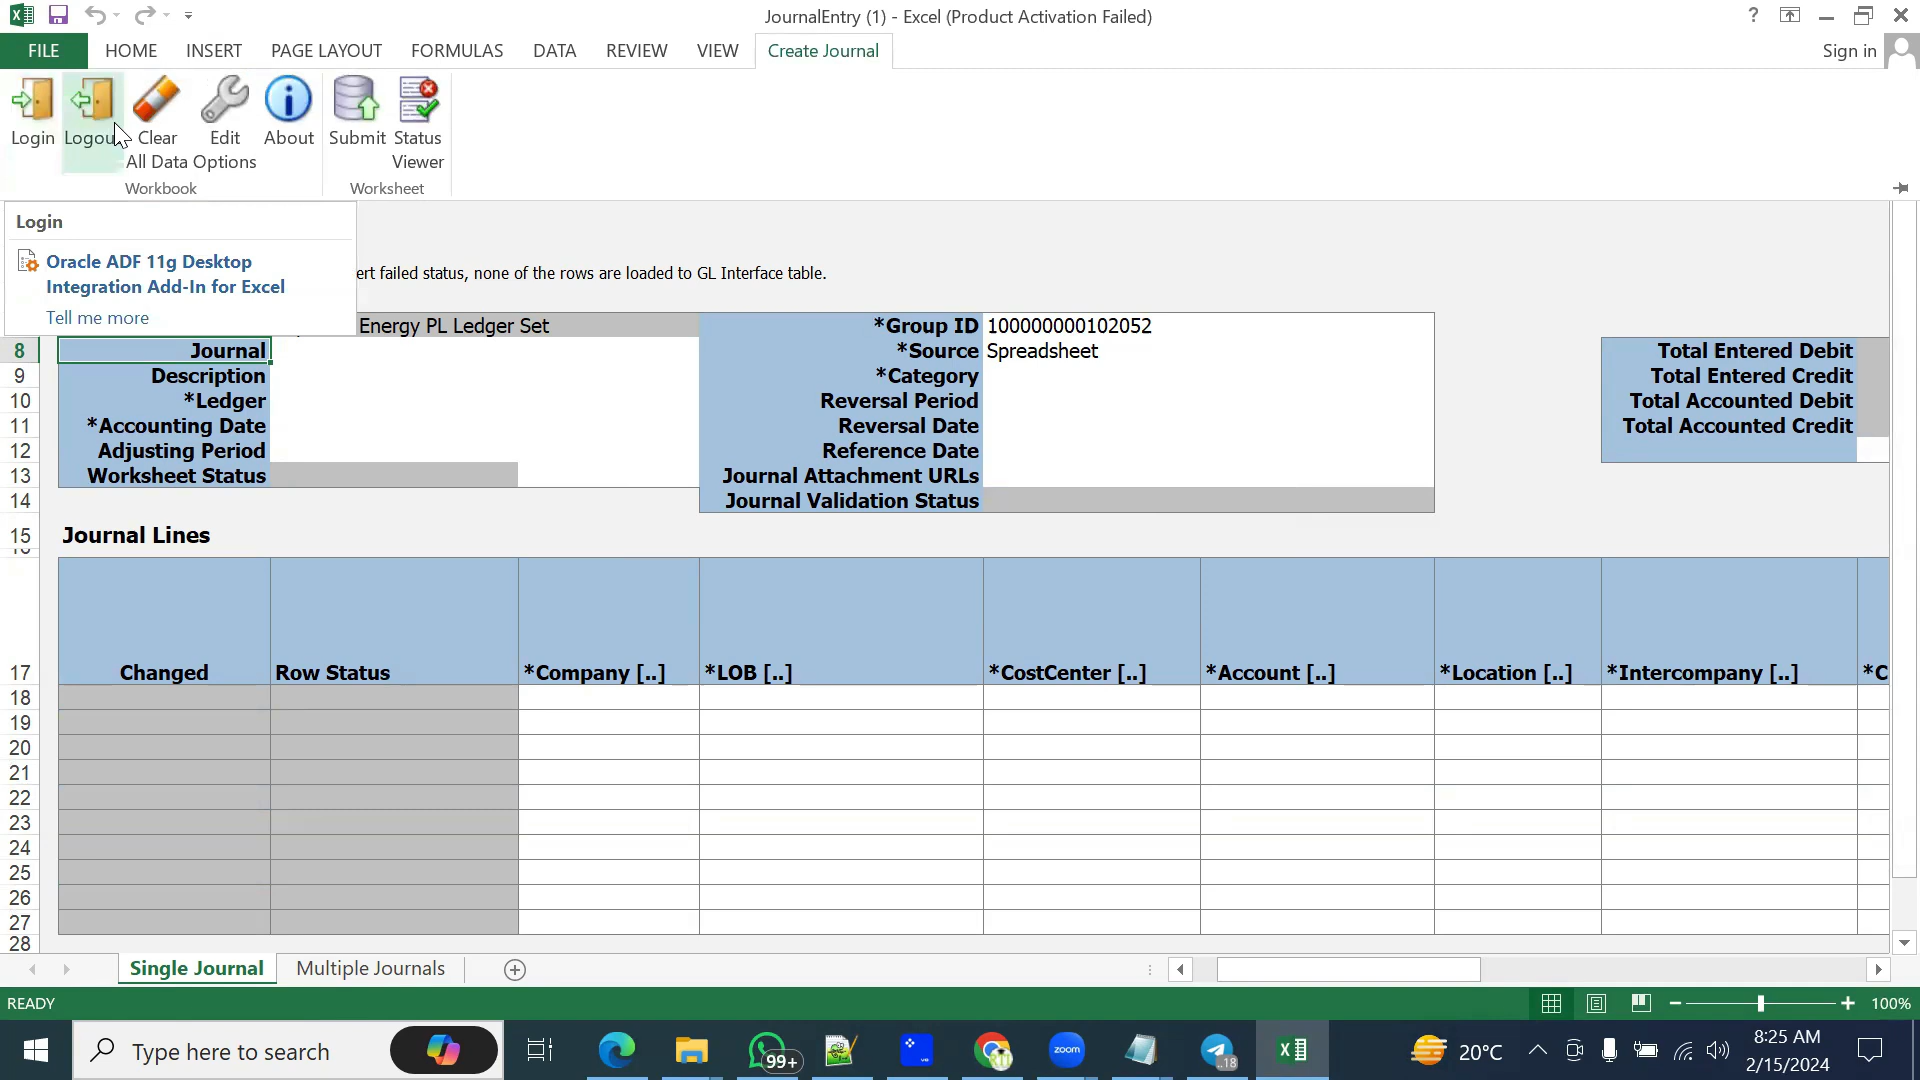 JournalEntry (1) - Excel (Product Activation Failed)
?
FILE HOME INSERT PAGE LAYOUT FORMULAS DATA REVIEW VIEW Create Journal Sign in
Login Clear Edit About Submit Status
All Data Options Viewer
Workbook Worksheet
Login
Oracle ADF 11g Desktop
Integration Add-In for Excel
Tell me more
failed status, none of the rows are loaded to GL Interface table.
Energy PL Ledger Set *Group ID 100000000102052
8 Journal *Source Spreadsheet Total Entered Debit
9 Description *Category Total Entered Credit
10 *Ledger Reversal Period Total Accounted Debit
11 *Accounting Date Reversal Date Total Accounted Credit
12 Adjusting Period Reference Date
13 Worksheet Status Journal Attachment URLs
14 Journal Validation Status
15 Journal Lines
17 Changed Row Status *Company [..] *LOB [..] *CostCenter [..] *Account [..] *Location [..] *Intercompany [..] *C
18
19
20
21
22
23
24
25
26
27
28
Single Journal Multiple Journals
READY 100%
Type here to search 99+ zoom ..18 20°C 8:25 AM
2/15/2024